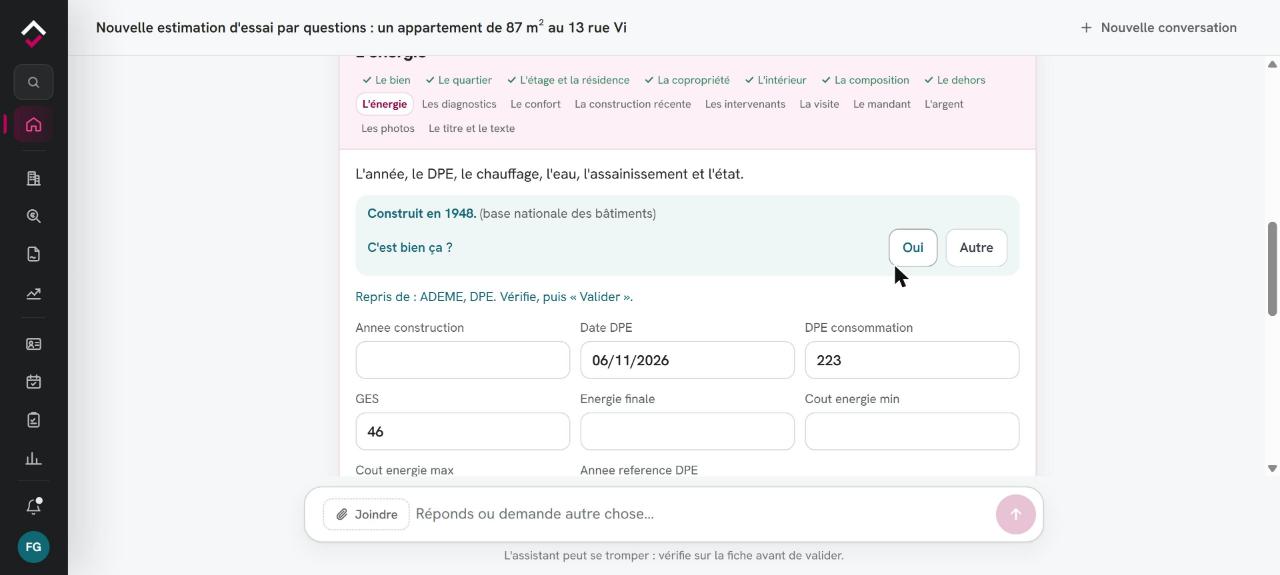 Nouvelle estimation d'essai par questions : un appartement de 87 m² au 13 rue Vi
+ Nouvelle conversation
L'énergie
✓ Le bien ✓ Le quartier ✓ L'étage et la résidence ✓ La copropriété ✓ L'intérieur ✓ La composition ✓ Le dehors
L'énergie Les diagnostics Le confort La construction récente Les intervenants La visite Le mandant L'argent
Les photos Le titre et le texte
L'année, le DPE, le chauffage, l'eau, l'assainissement et l'état.
Construit en 1948. (base nationale des bâtiments)
C'est bien ça ? Oui Autre
Repris de : ADEME, DPE. Vérifie, puis « Valider ».
Annee construction Date DPE DPE consommation
06/11/2026 223
GES Energie finale Cout energie min
46
Cout energie max Annee reference DPE
Joindre Réponds ou demande autre chose...
L'assistant peut se tromper : vérifie sur la fiche avant de valider.
FG